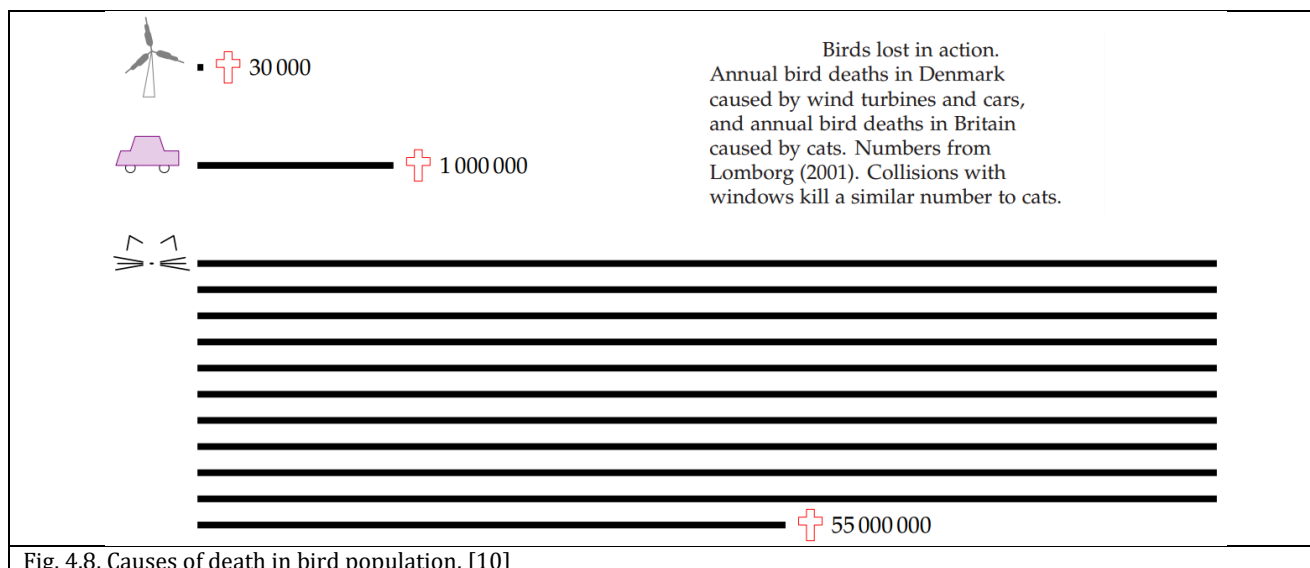 30 000
Birds lost in action.
Annual bird deaths in Denmark
caused by wind turbines and cars,
and annual bird deaths in Britain
caused by cats. Numbers from
Lomborg (2001). Collisions with
windows kill a similar number to cats.
1 000 000
55 000 000
Fig. 4.8. Causes of death in bird population. [10]